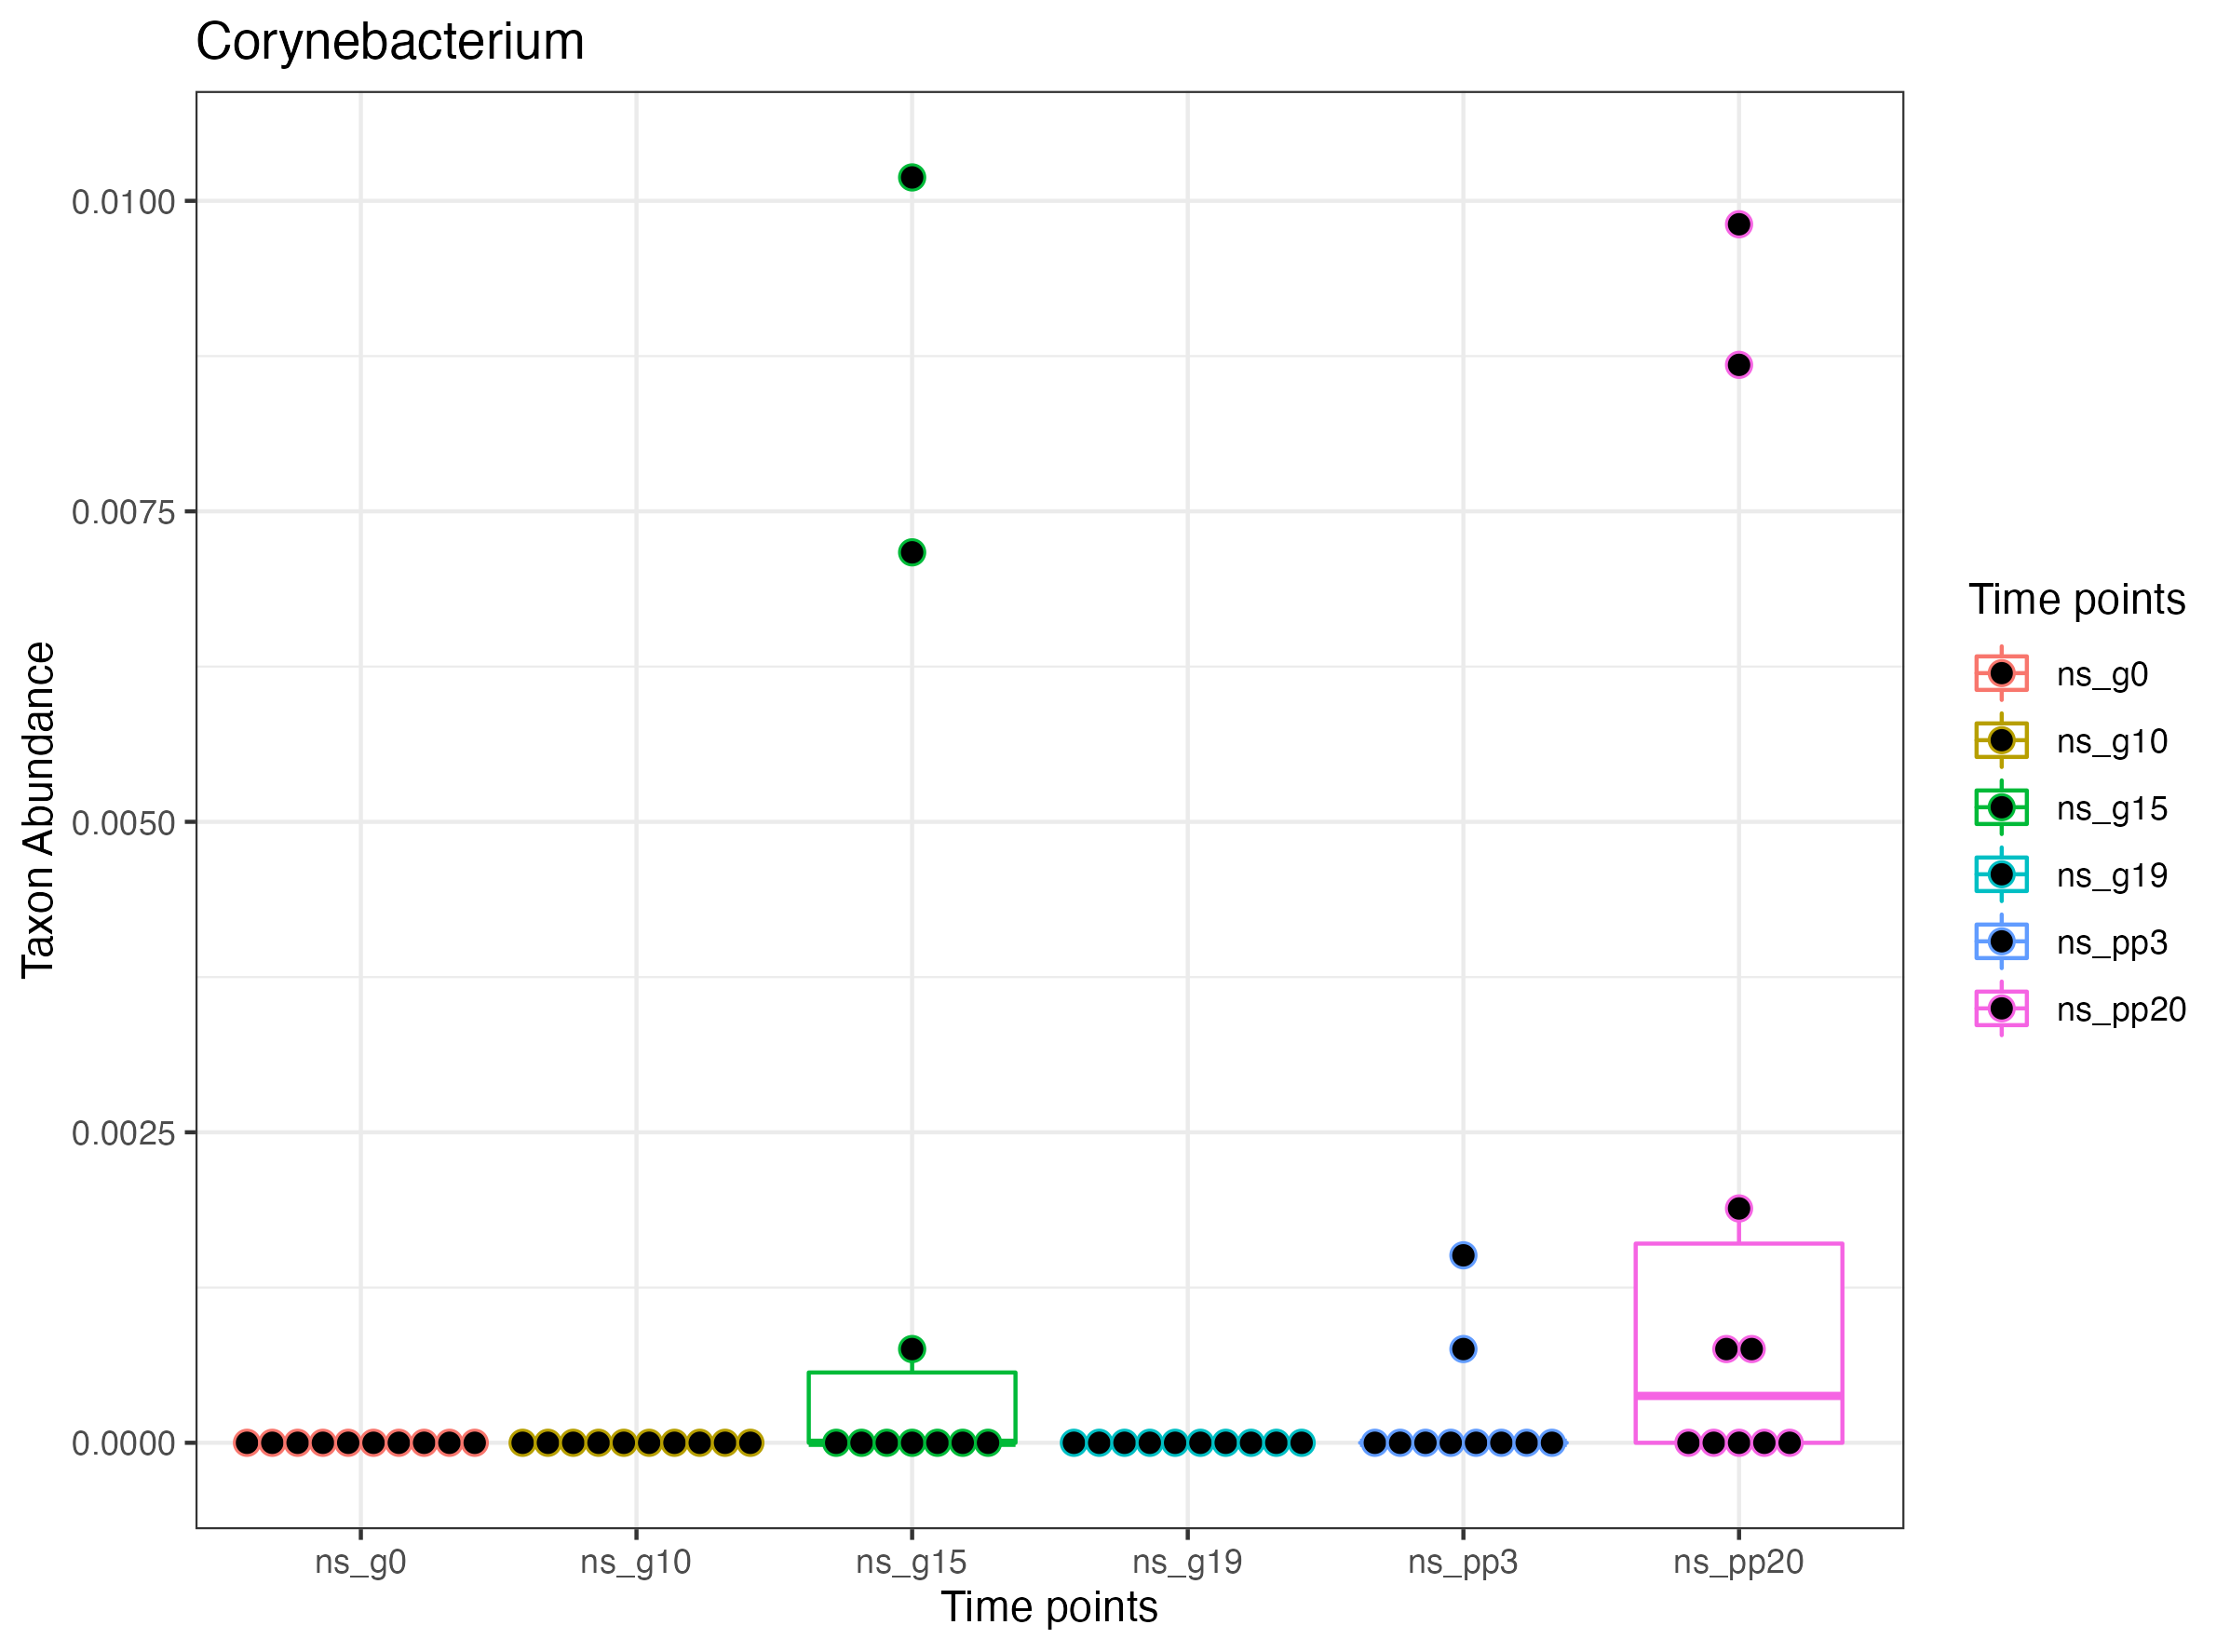 Corynebacterium
0.0100
0.0075
0.0050
0.0025
0.0000
Taxon Abundance
ns_g0
ns_g10
ns_g15
ns_g19
ns_pp3
ns_pp20
Time points
Time points
ns_g0
ns_g10
ns_g15
ns_g19
ns_pp3
ns_pp20